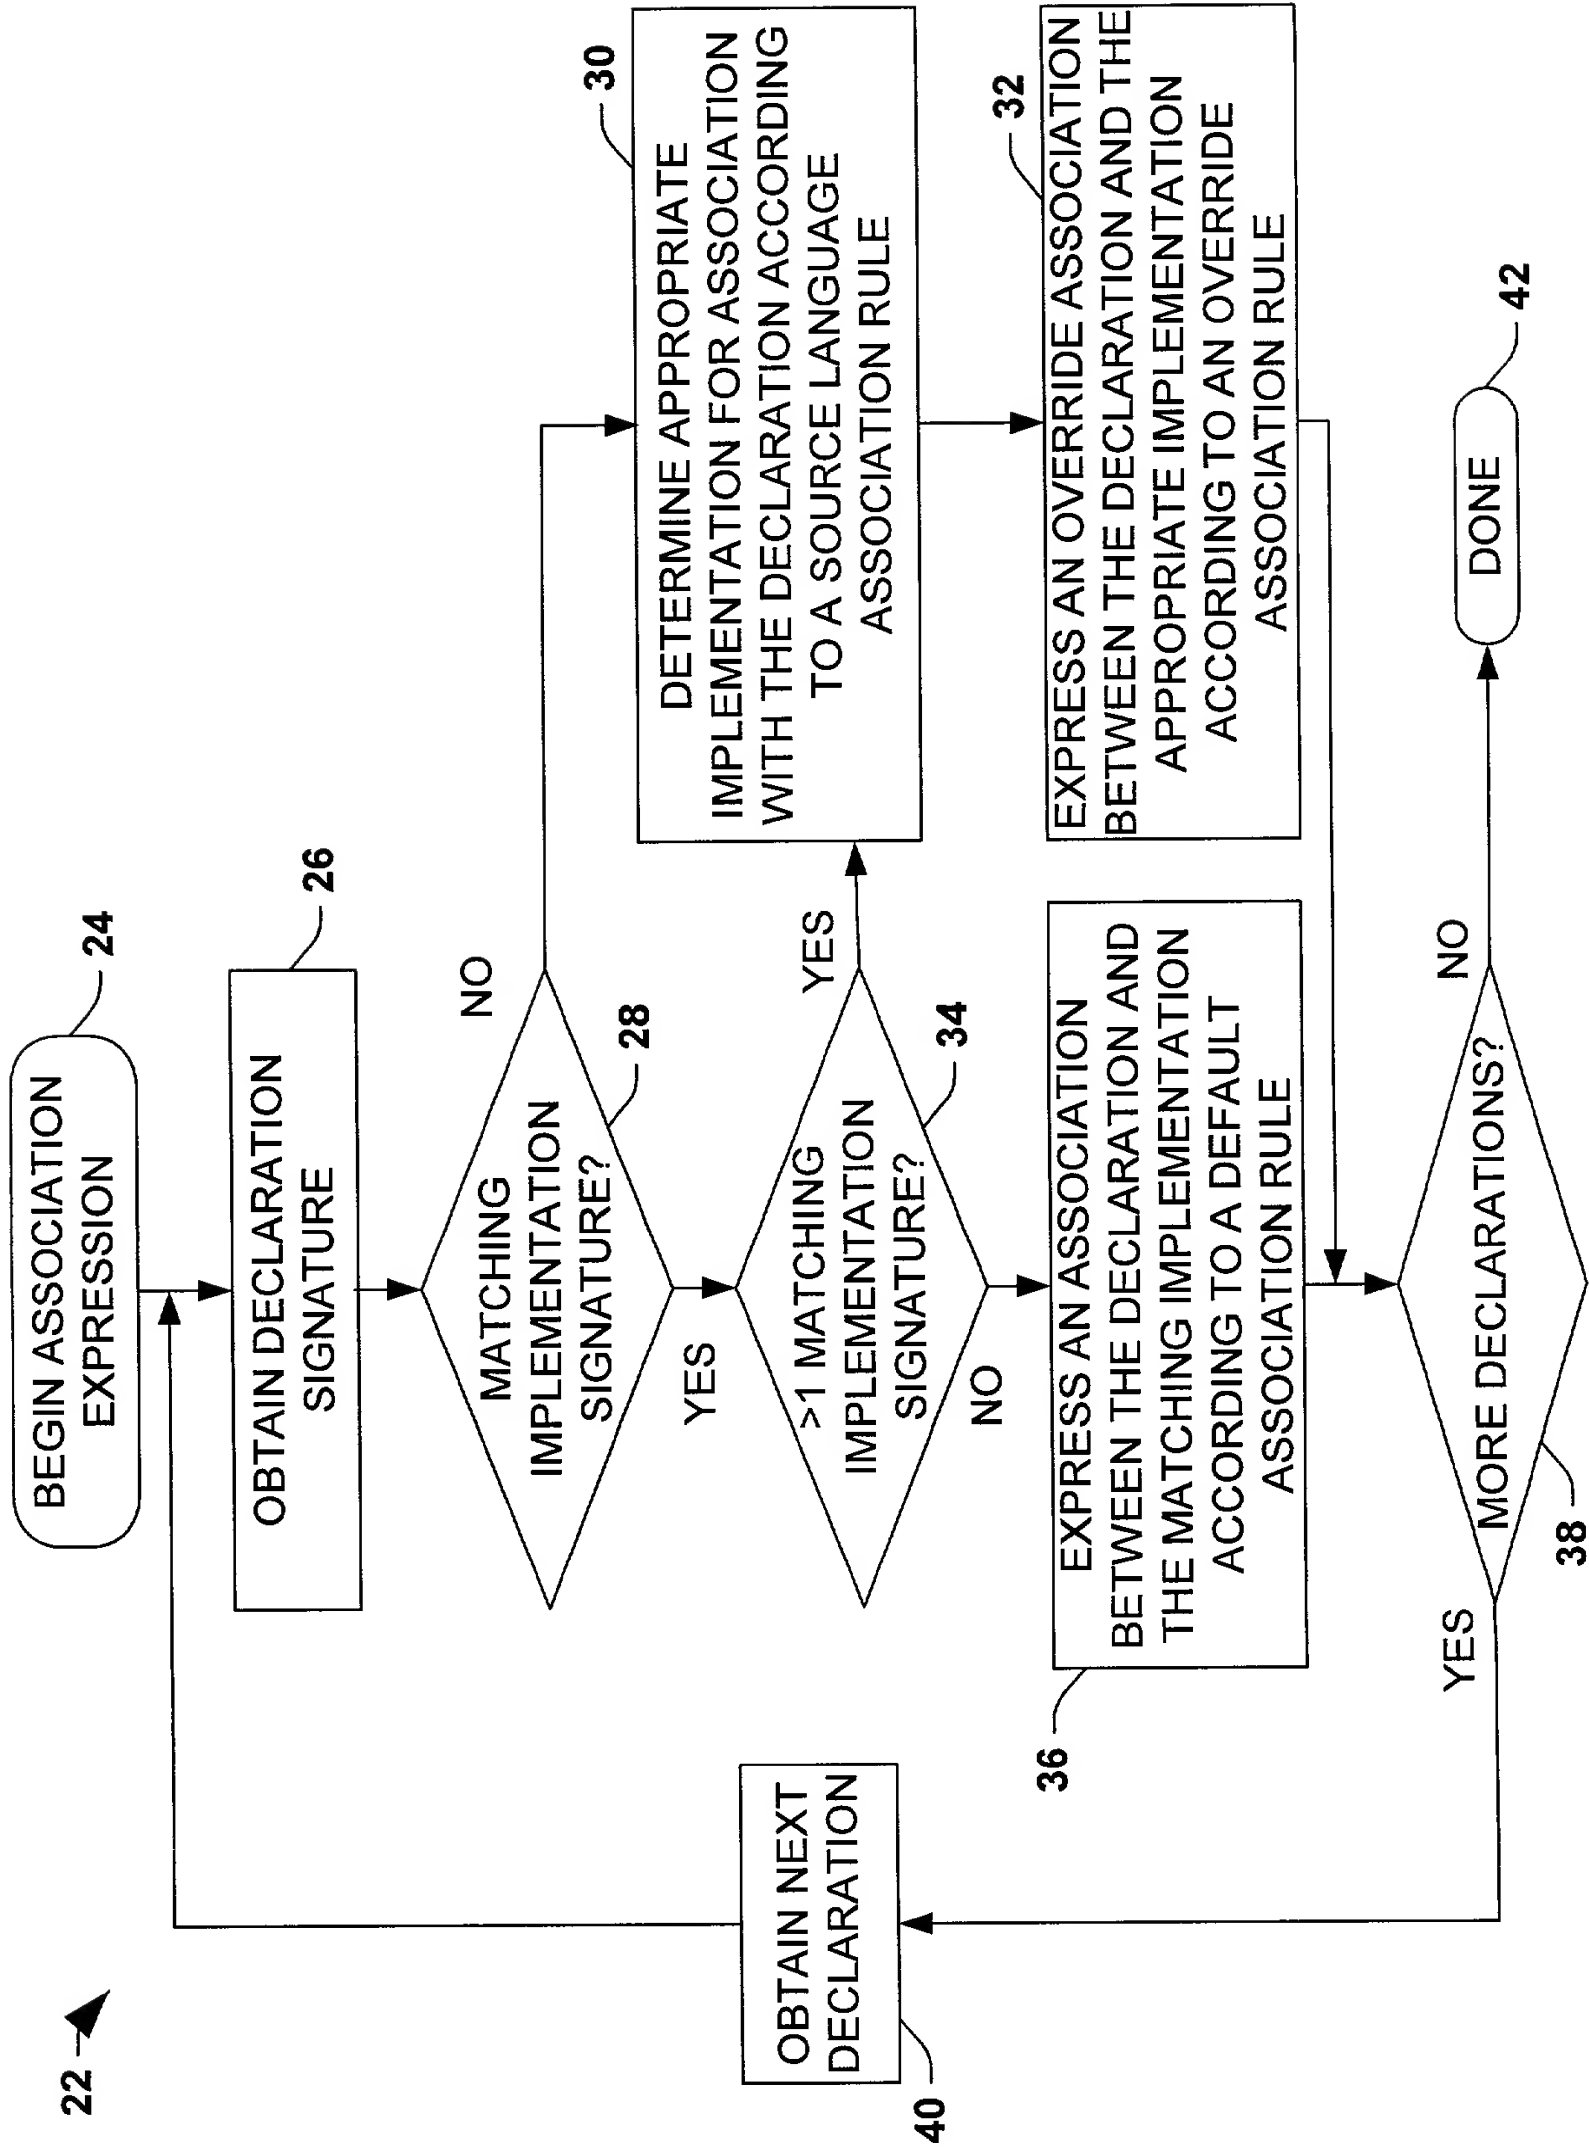 22
24
BEGIN ASSOCIATION
EXPRESSION
26
OBTAIN DECLARATION
SIGNATURE
NO
28
MATCHING
IMPLEMENTATION
SIGNATURE?
YES
30
DETERMINE APPROPRIATE
IMPLEMENTATION FOR ASSOCIATION
WITH THE DECLARATION ACCORDING
TO A SOURCE LANGUAGE
ASSOCIATION RULE
YES
34
>1 MATCHING
IMPLEMENTATION
SIGNATURE?
NO
40
OBTAIN NEXT
DECLARATION
36
EXPRESS AN ASSOCIATION
BETWEEN THE DECLARATION AND
THE MATCHING IMPLEMENTATION
ACCORDING TO A DEFAULT
ASSOCIATION RULE
32
EXPRESS AN OVERRIDE ASSOCIATION
BETWEEN THE DECLARATION AND THE
APPROPRIATE IMPLEMENTATION
ACCORDING TO AN OVERRIDE
ASSOCIATION RULE
YES
MORE DECLARATIONS?
38
NO
DONE
42